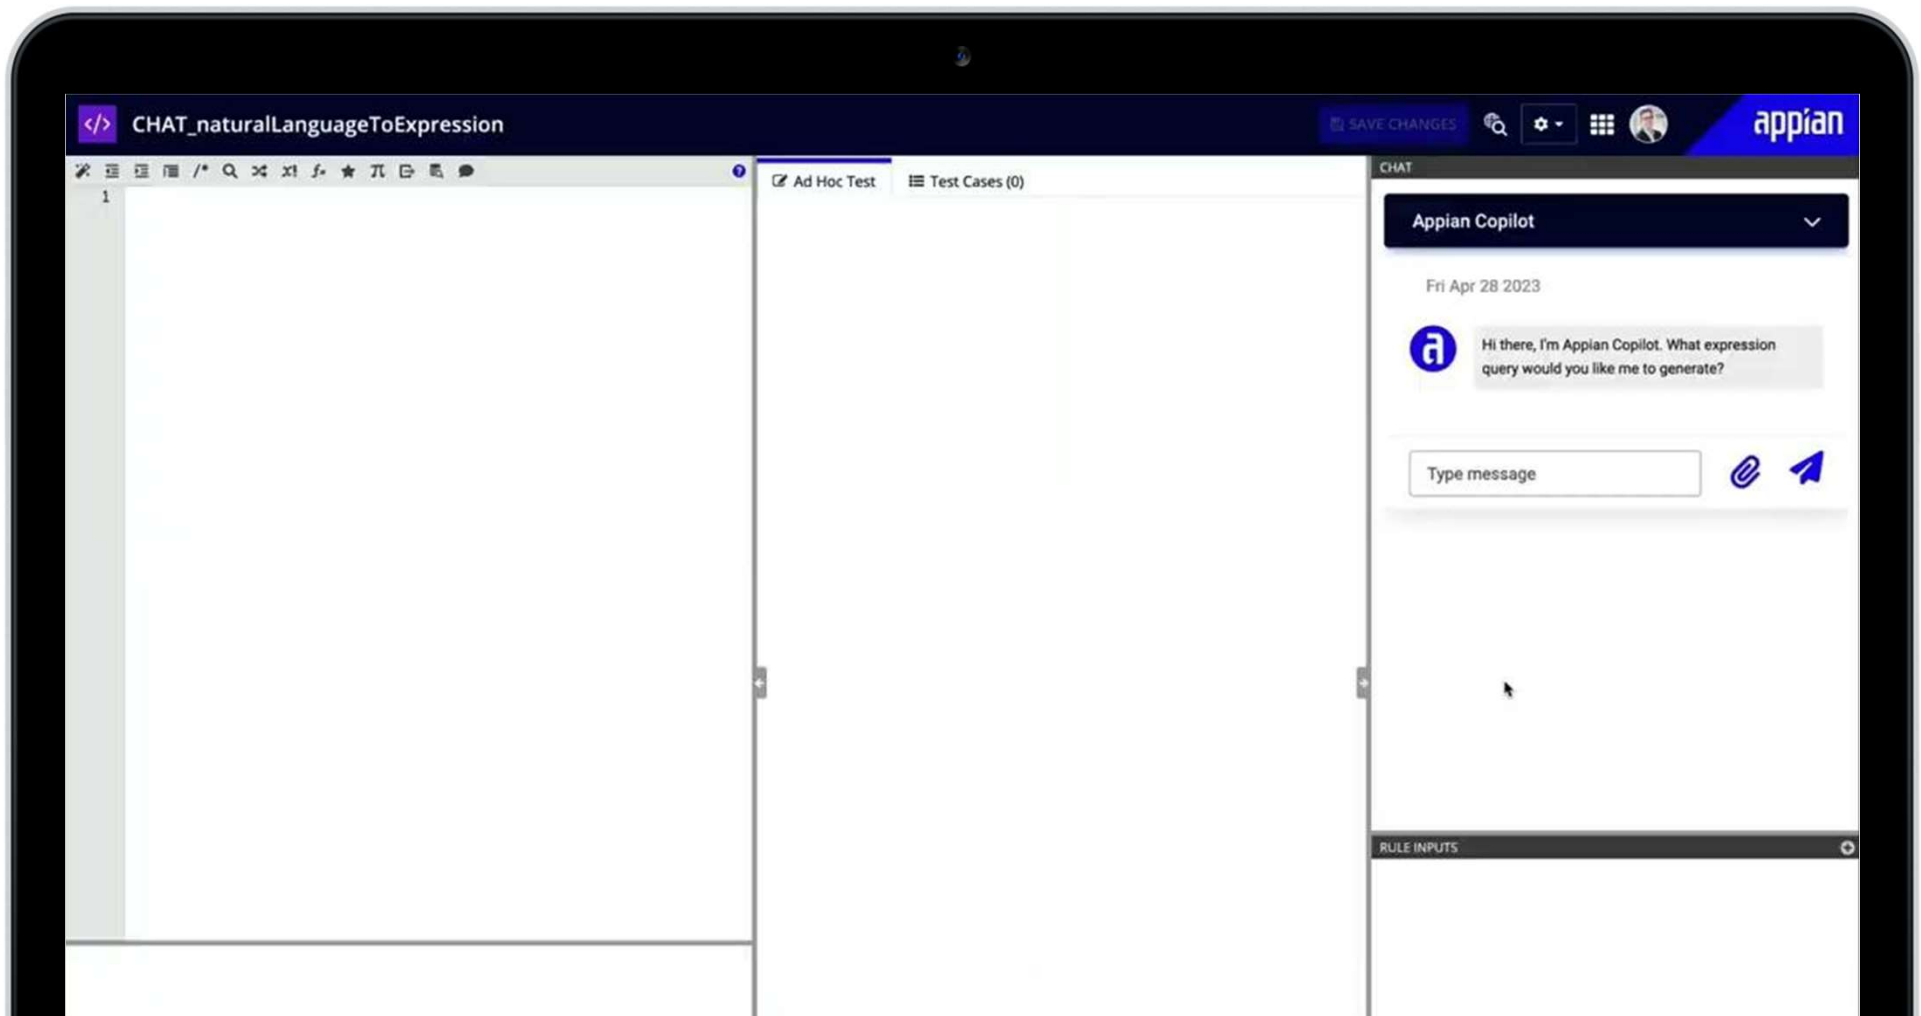 </> CHAT_naturalLanguageToExpression
SAVE CHANGES
appian
1
Ad Hoc Test
Test Cases (0)
CHAT
Appian Copilot
Fri Apr 28 2023
a
Hi there, I'm Appian Copilot. What expression
query would you like me to generate?
Type message
RULE INPUTS